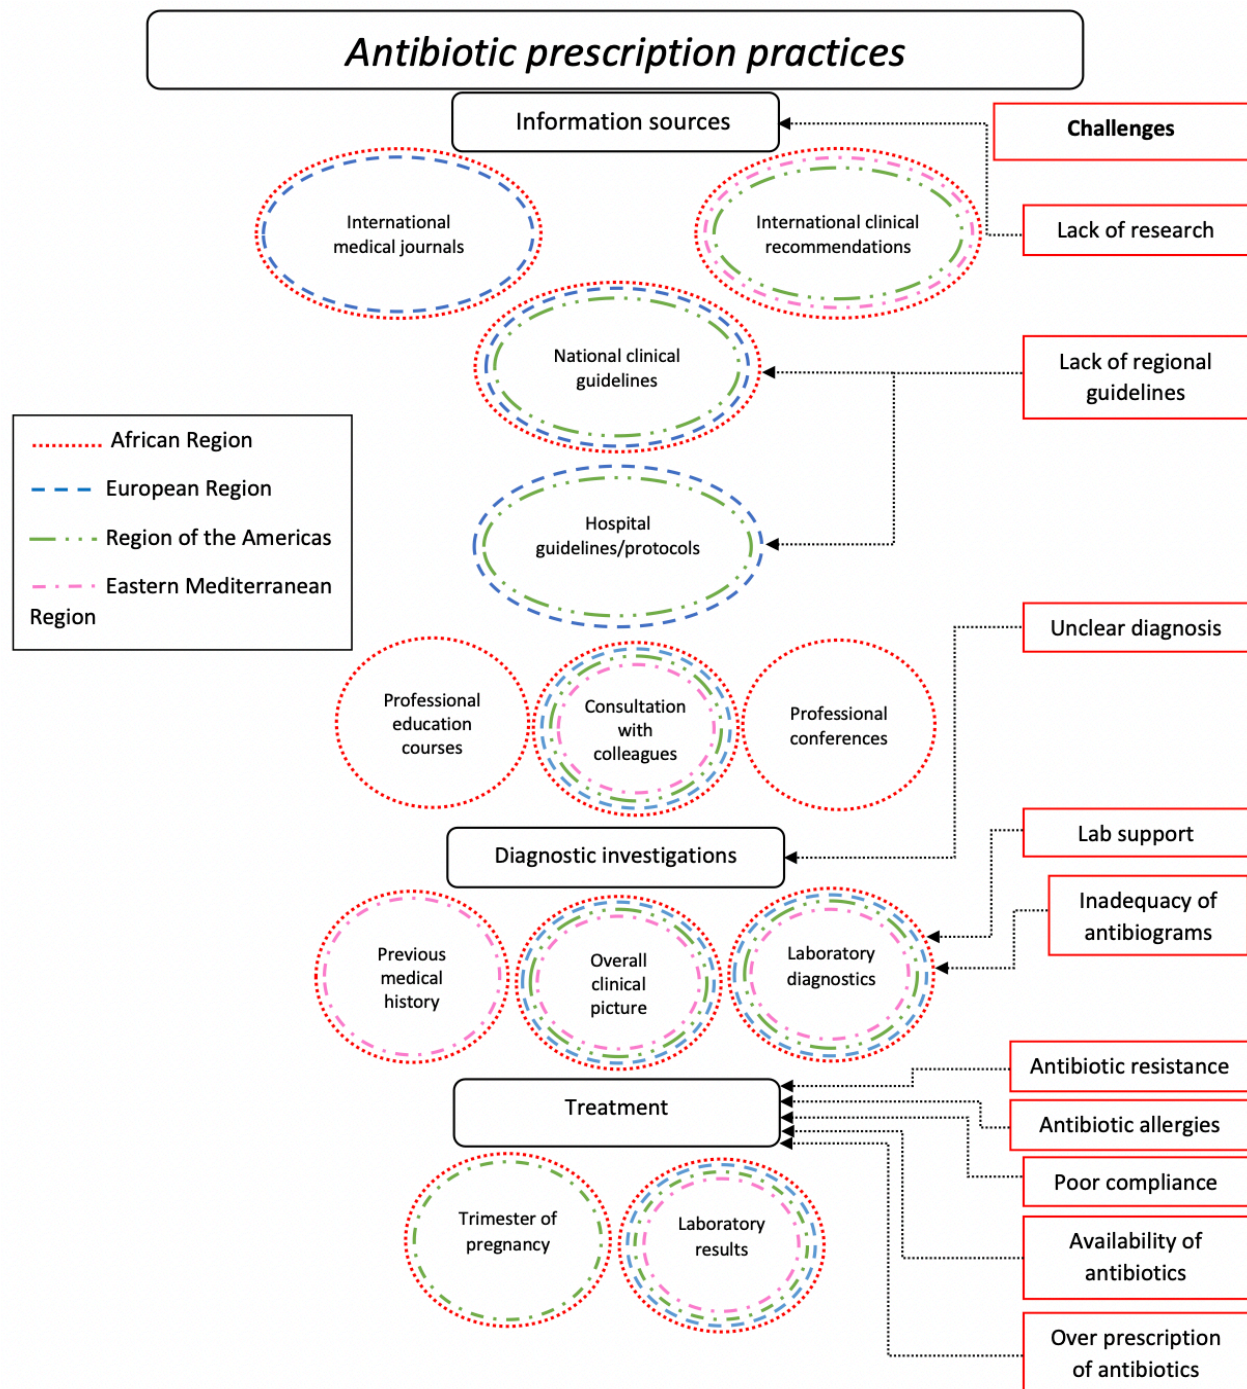 Antibiotic prescription practices
Information sources
Challenges
International
medical journals
International clinical
recommendations
Lack of research
National clinical
guidelines
Lack of regional
guidelines
African Region
European Region
Region of the Americas
Eastern Mediterranean
Region
Hospital
guidelines/protocols
Unclear diagnosis
Professional
education
courses
Consultation
with
colleagues
Professional
conferences
Diagnostic investigations
Lab support
Inadequacy of
antibiograms
Previous
medical
history
Overall
clinical
picture
Laboratory
diagnostics
Treatment
Antibiotic resistance
Antibiotic allergies
Poor compliance
Availability of
antibiotics
Over prescription
of antibiotics
Trimester of
pregnancy
Laboratory
results